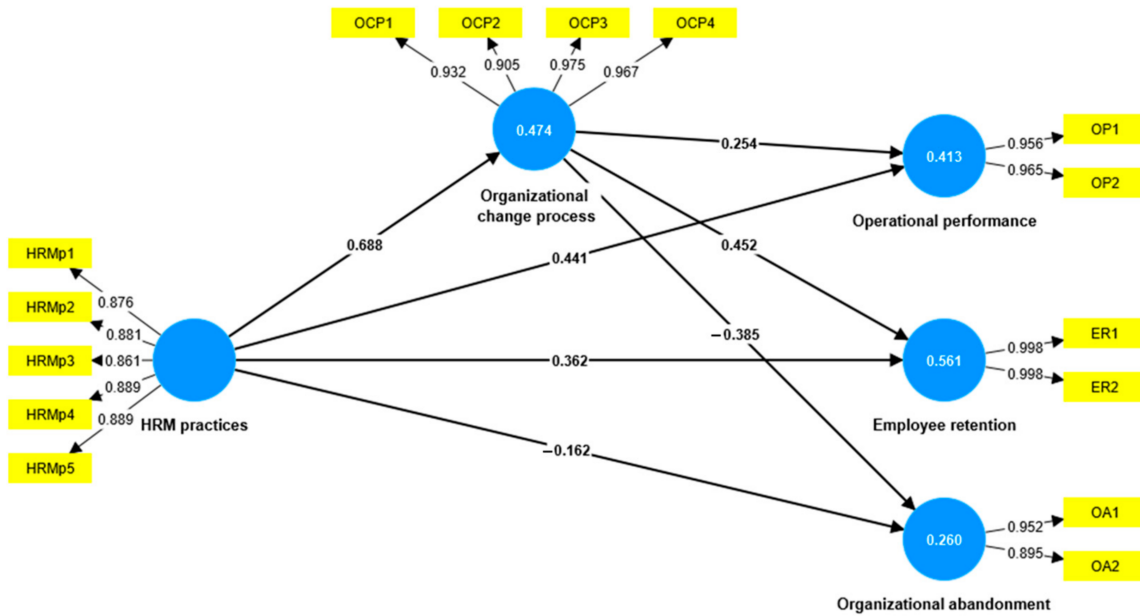 OCP1
OCP2
OCP3
OCP4
0.932
0.905
0.975
0.967
0.474
Organizational
change process
0.254
0.413
Operational performance
0.956
0.965
OP1
OP2
0.688
0.441
0.452
−0.385
HRMp1
HRMp2
HRMp3
HRMp4
HRMp5
0.876
0.881
0.861
0.889
0.889
HRM practices
0.362
−0.162
0.561
Employee retention
0.998
0.998
ER1
ER2
0.260
Organizational abandonment
0.952
0.895
OA1
OA2